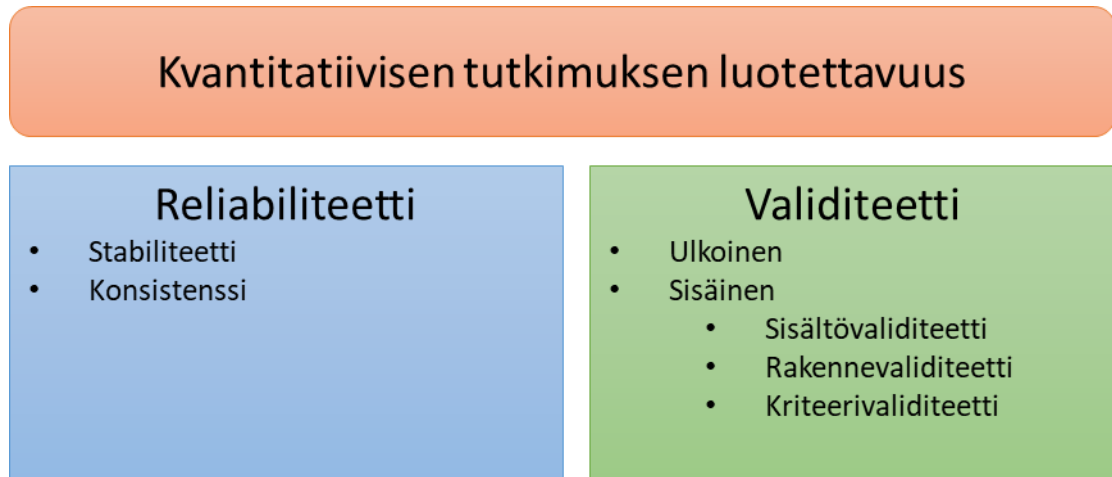 Kvantitatiivisen tutkimuksen luotettavuus
Reliabiliteetti
• Stabiliteetti
• Konsistenssi
Validiteetti
• Ulkoinen
• Sisäinen
• Sisältövaliditeetti
• Rakennevaliditeetti
• Kriteerivaliditeetti